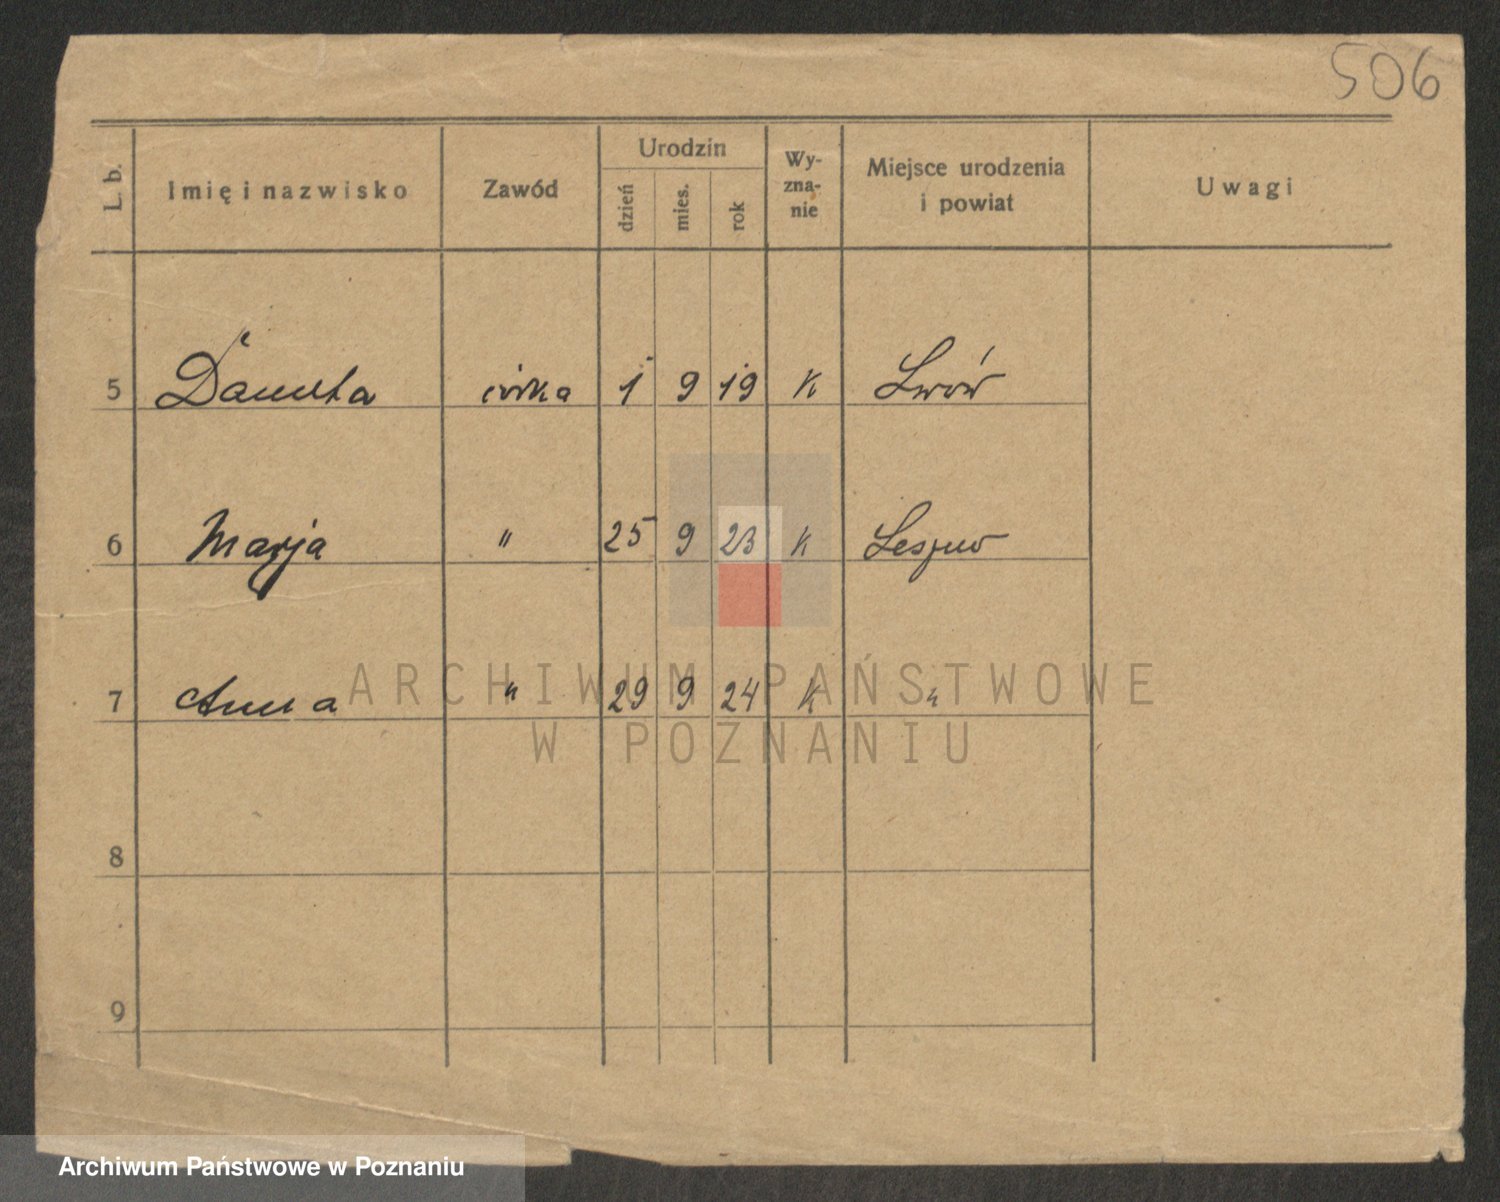 506
L. b. Imię i nazwisko Zawód Urodzin dzień mies. rok Wy-zna-nie Miejsce urodzenia i powiat Uwagi
5 Danuta córka 1 9 19 K Lwów
6 Marja " 25 9 23 K
7 Anna " 29 9 24 K "
8
9
ARCHIWUM PAŃSTWOWE
W POZNANIU
Archiwum Państwowe w Poznaniu